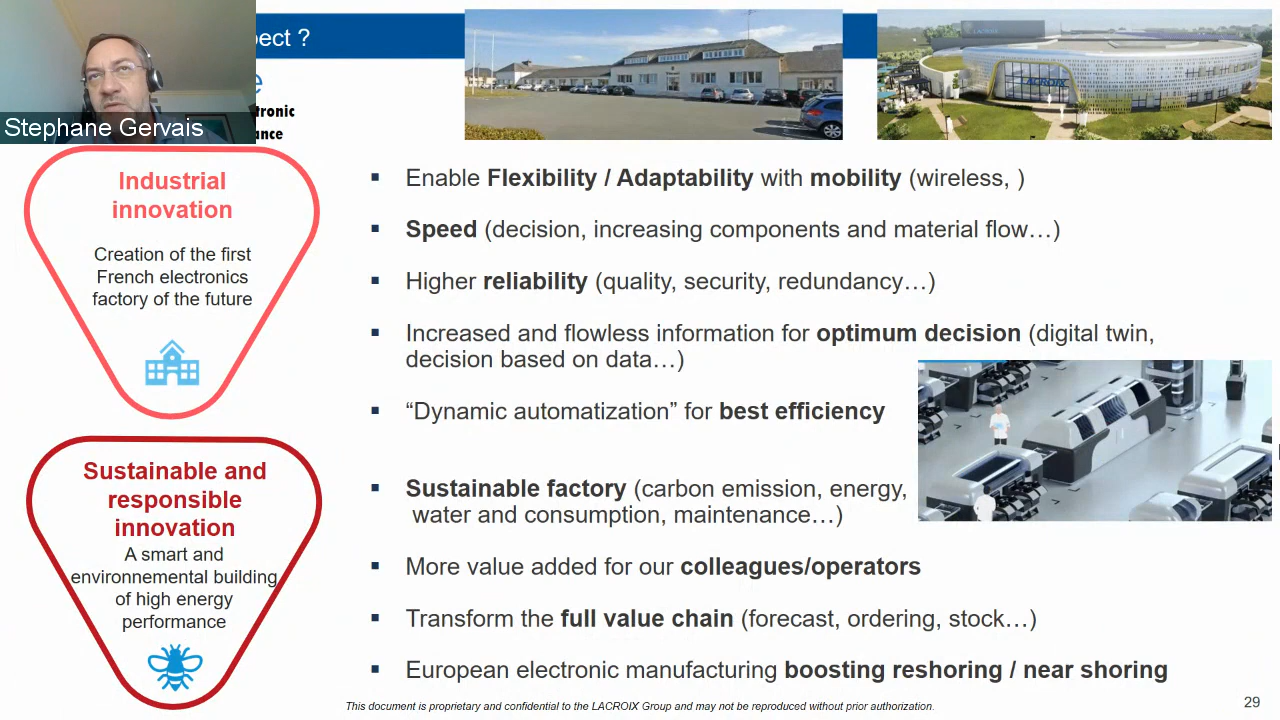 ect ?
Stephane Gervais
e
tronic
ance
LACROIX
LACROIX
Industrial
innovation
Creation of the first
French electronics
factory of the future
Sustainable and
responsible
innovation
A smart and
environnemental building
of high energy
performance
▪ Enable Flexibility / Adaptability with mobility (wireless, )
▪ Speed (decision, increasing components and material flow…)
▪ Higher reliability (quality, security, redundancy…)
▪ Increased and flowless information for optimum decision (digital twin,
decision based on data…)
▪ “Dynamic automatization” for best efficiency
▪ Sustainable factory (carbon emission, energy,
water and consumption, maintenance…)
▪ More value added for our colleagues/operators
▪ Transform the full value chain (forecast, ordering, stock…)
▪ European electronic manufacturing boosting reshoring / near shoring
This document is proprietary and confidential to the LACROIX Group and may not be reproduced without prior authorization.
29